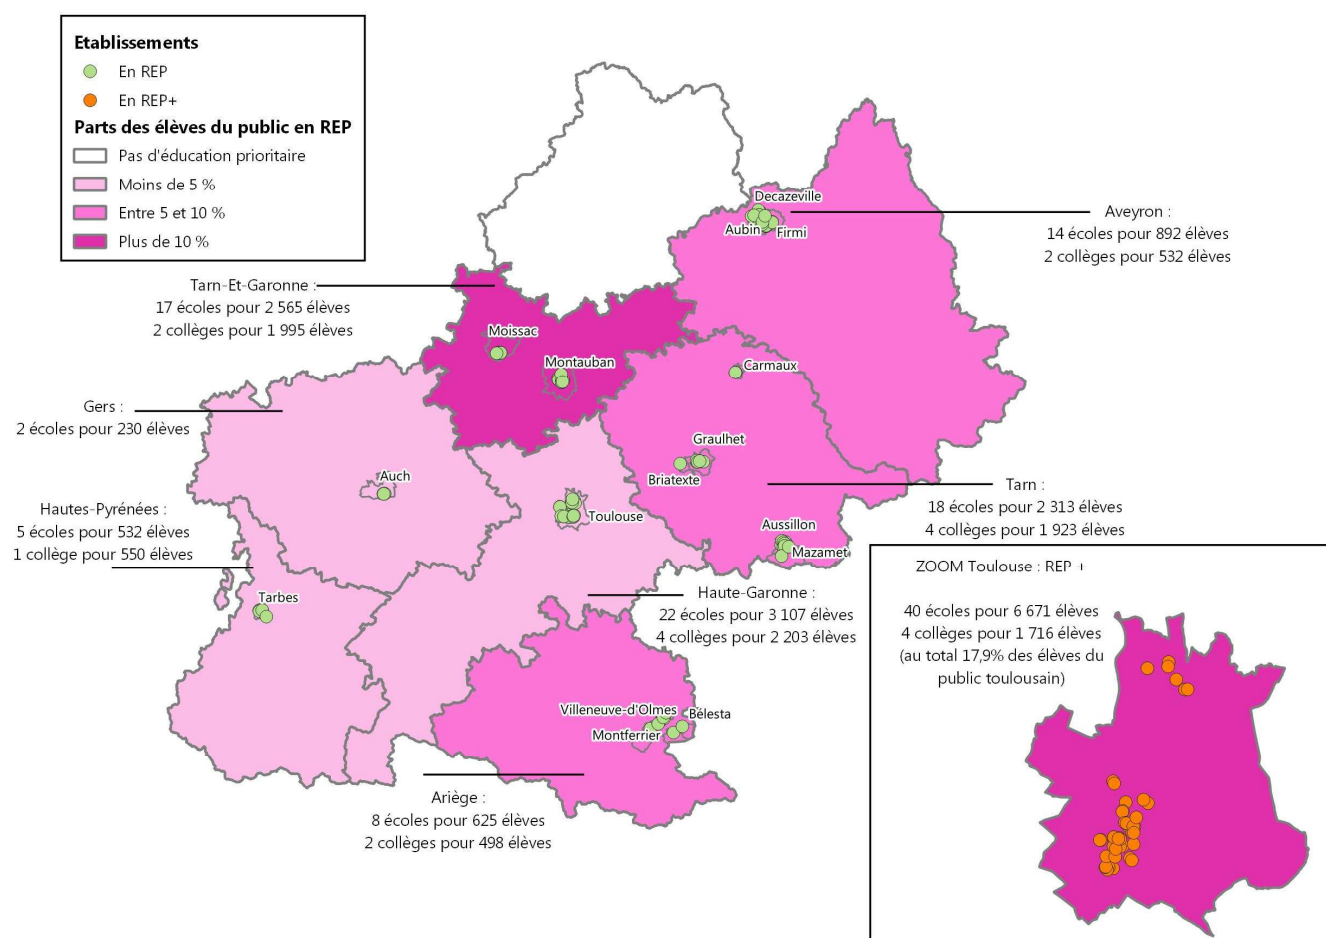 Etablissements
En REP
En REP+
Parts des élèves du public en REP
Pas d'éducation prioritaire
Moins de 5 %
Entre 5 et 10 %
Plus de 10 %
Decazeville
Aubin
Firmi
Aveyron :
14 écoles pour 892 élèves
2 collèges pour 532 élèves
Tarn-Et-Garonne :
17 écoles pour 2 565 élèves
2 collèges pour 1 995 élèves
Moissac
Montauban
Carmaux
Gers :
2 écoles pour 230 élèves
Graulhet
Briatexte
Auch
Tarn :
18 écoles pour 2 313 élèves
4 collèges pour 1 923 élèves
Hautes-Pyrénées :
5 écoles pour 532 élèves
1 collège pour 550 élèves
Toulouse
Aussillon
Mazamet
Tarbes
Haute-Garonne :
22 écoles pour 3 107 élèves
4 collèges pour 2 203 élèves
ZOOM Toulouse : REP +
40 écoles pour 6 671 élèves
4 collèges pour 1 716 élèves
(au total 17,9% des élèves du
public toulousain)
Villeneuve-d'Olmes
Bélesta
Montferrier
Ariège :
8 écoles pour 625 élèves
2 collèges pour 498 élèves